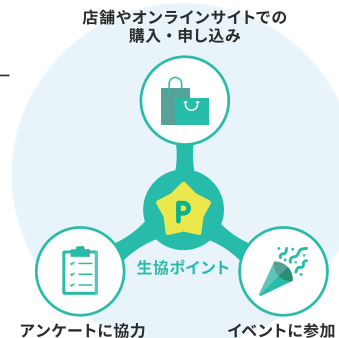 店舗やオンラインサイトでの
購入・申し込み
P
生協ポイント
アンケートに協力
イベントに参加